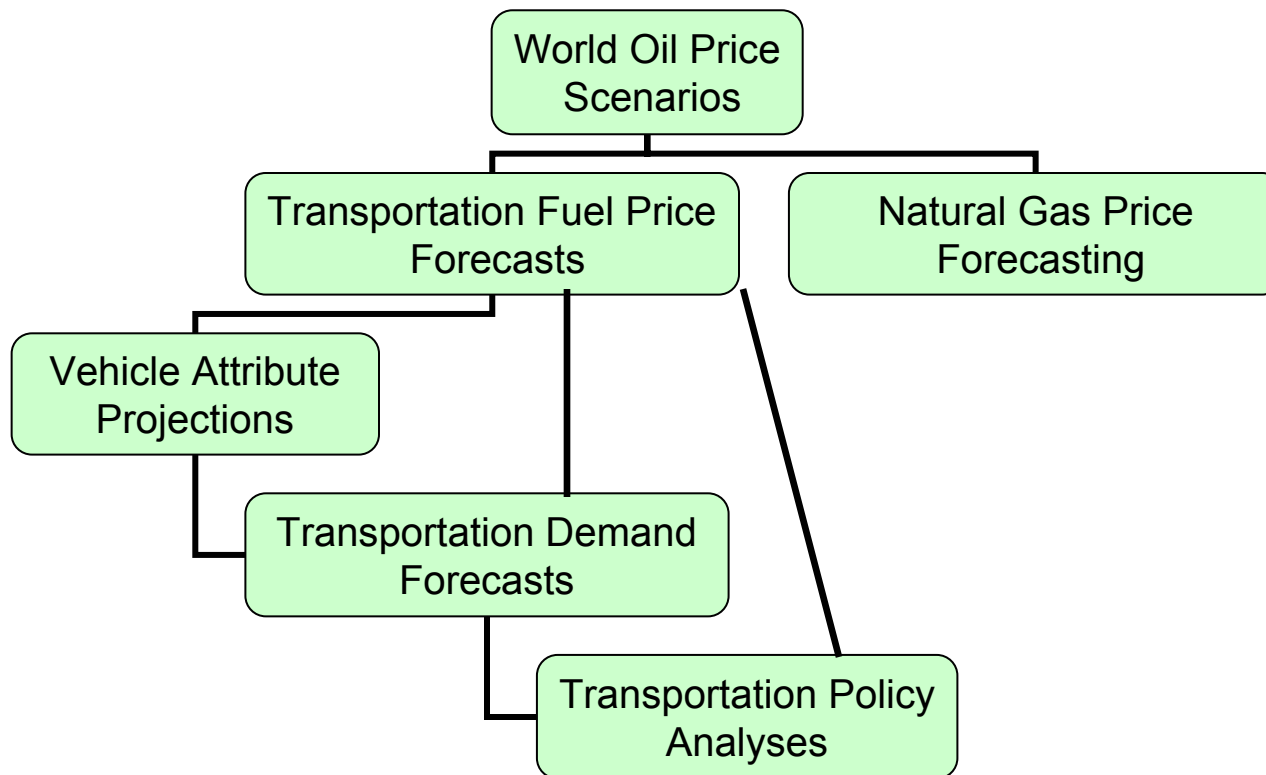 World Oil Price
Scenarios
Transportation Fuel Price
Forecasts
Natural Gas Price
Forecasting
Vehicle Attribute
Projections
Transportation Demand
Forecasts
Transportation Policy
Analyses